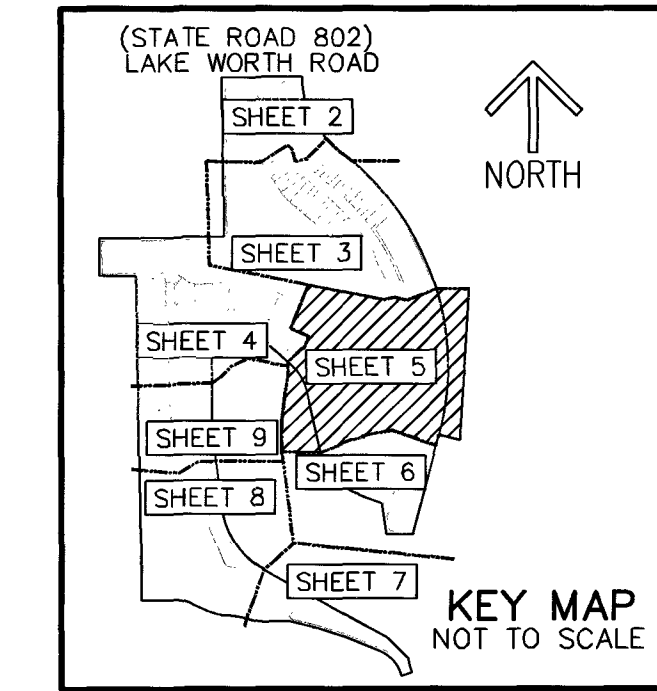 (STATE ROAD 802)
LAKE WORTH ROAD
SHEET 2
NORTH
SHEET 3
SHEET 4
SHEET 5
SHEET 9
SHEET 6
SHEET 8
SHEET 7
KEY MAP
NOT TO SCALE